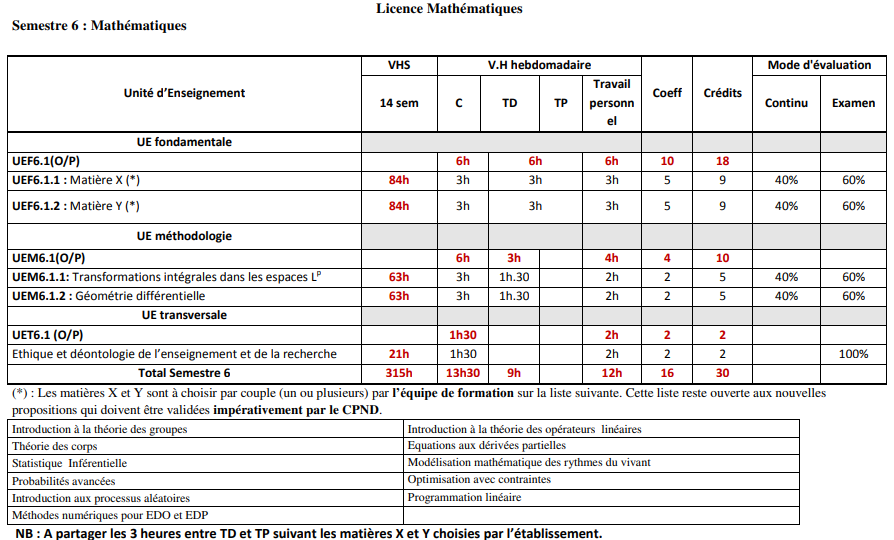 Licence Mathématiques
Semestre 6 : Mathématiques
Unité d'Enseignement VHS V.H hebdomadaire Coeff Crédits Mode d'évaluation
14 sem C TD TP Travail personnel Continu Examen
UE fondamentale
UEF6.1(O/P) 6h 6h 6h 10 18
UEF6.1.1 : Matière X (*) 84h 3h 3h 3h 5 9 40% 60%
UEF6.1.2 : Matière Y (*) 84h 3h 3h 3h 5 9 40% 60%
UE méthodologie
UEM6.1(O/P) 6h 3h 4h 4 10
UEM6.1.1: Transformations intégrales dans les espaces Lᵖ 63h 3h 1h.30 2h 2 5 40% 60%
UEM6.1.2 : Géométrie différentielle 63h 3h 1h.30 2h 2 5 40% 60%
UE transversale
UET6.1 (O/P) 1h30 2h 2 2
Ethique et déontologie de l'enseignement et de la recherche 21h 1h30 2h 2 2 100%
Total Semestre 6 315h 13h30 9h 12h 16 30
(*) : Les matières X et Y sont à choisir par couple (un ou plusieurs) par l'équipe de formation sur la liste suivante. Cette liste reste ouverte aux nouvelles
propositions qui doivent être validées impérativement par le CPND.
Introduction à la théorie des groupes Introduction à la théorie des opérateurs linéaires
Théorie des corps Equations aux dérivées partielles
Statistique Inférentielle Modélisation mathématique des rythmes du vivant
Probabilités avancées Optimisation avec contraintes
Introduction aux processus aléatoires Programmation linéaire
Méthodes numériques pour EDO et EDP
NB : A partager les 3 heures entre TD et TP suivant les matières X et Y choisies par l'établissement.